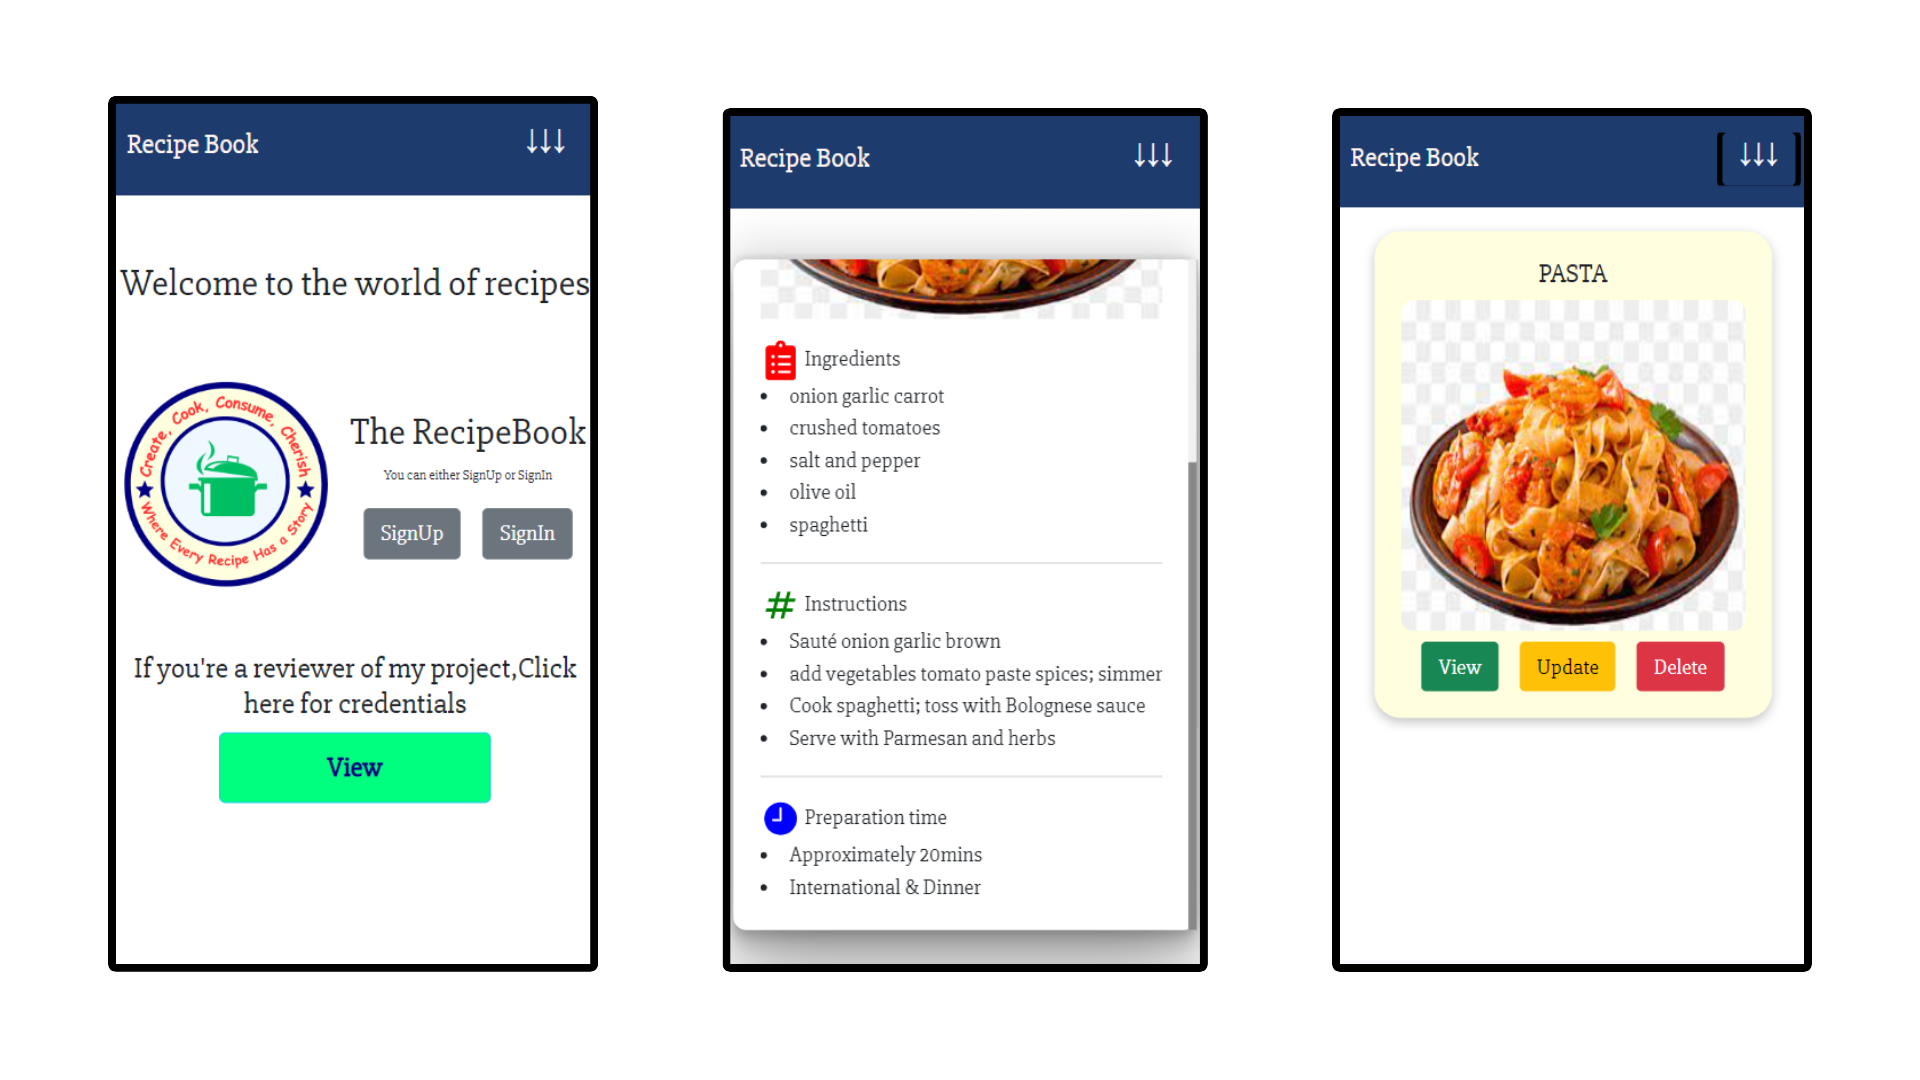 Recipe Book
↓↓↓
Welcome to the world of recipes
Create, Cook, Consume, Cherish
Where Every Recipe Has a Story
The RecipeBook
You can either SignUp or SignIn
SignUp
SignIn
If you're a reviewer of my project,Click
here for credentials
View
Recipe Book
↓↓↓
Ingredients
• onion garlic carrot
• crushed tomatoes
• salt and pepper
• olive oil
• spaghetti
# Instructions
• Sauté onion garlic brown
• add vegetables tomato paste spices; simmer
• Cook spaghetti; toss with Bolognese sauce
• Serve with Parmesan and herbs
Preparation time
• Approximately 20mins
• International & Dinner
Recipe Book
↓↓↓
PASTA
View
Update
Delete